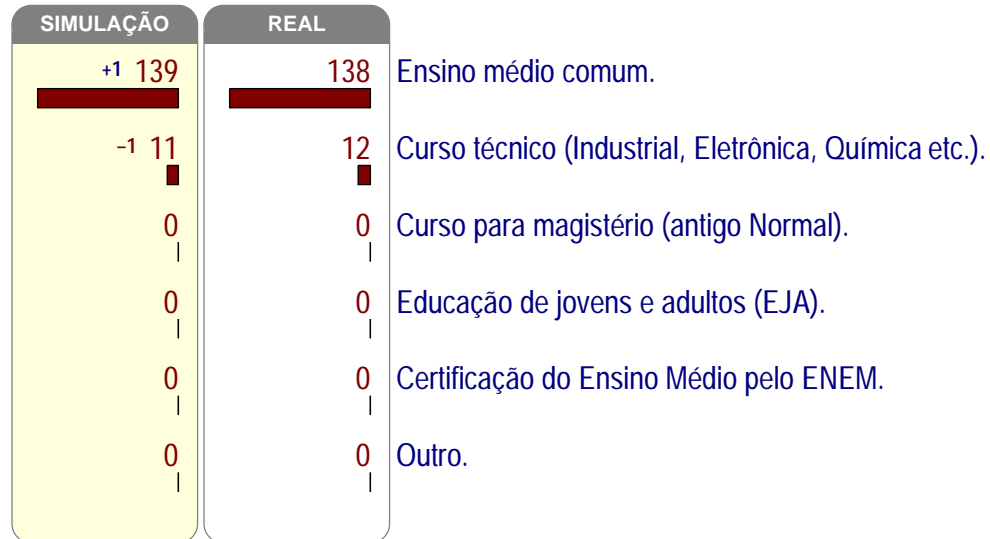 SIMULAÇÃO REAL
+1 139 138 Ensino médio comum.
−1 11 12 Curso técnico (Industrial, Eletrônica, Química etc.).
0 0 Curso para magistério (antigo Normal).
0 0 Educação de jovens e adultos (EJA).
0 0 Certificação do Ensino Médio pelo ENEM.
0 0 Outro.